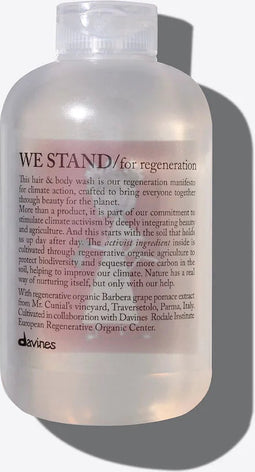 WE STAND/for regeneration
This hair & body wash is our regeneration manifesto
for climate action, crafted to bring everyone together
through beauty for the planet.
More than a product, it is part of our commitment to
stimulate climate activism by deeply integrating beauty
and agriculture. And this starts with the soil that holds
us up day after day. The activist ingredient inside is
cultivated through regenerative organic agriculture to
protect biodiversity and sequester more carbon in the
soil, helping to improve our climate. Nature has a real
way of nurturing itself, but only with our help.
With regenerative organic Barbera grape pomace extract
from Mr. Cunial's vineyard, Traversetolo, Parma, Italy.
Cultivated in collaboration with Davines Rodale Institute
European Regenerative Organic Center.
davines